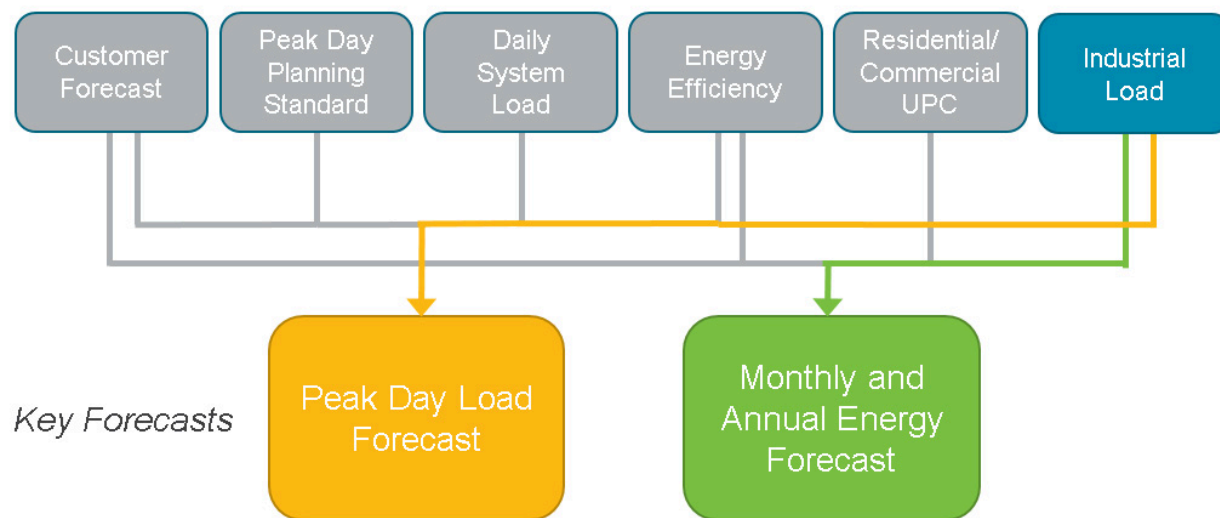 Customer
Forecast
Peak Day
Planning
Standard
Daily
System
Load
Energy
Efficiency
Residential/
Commercial
UPC
Industrial
Load
Key Forecasts
Peak Day Load
Forecast
Monthly and
Annual Energy
Forecast